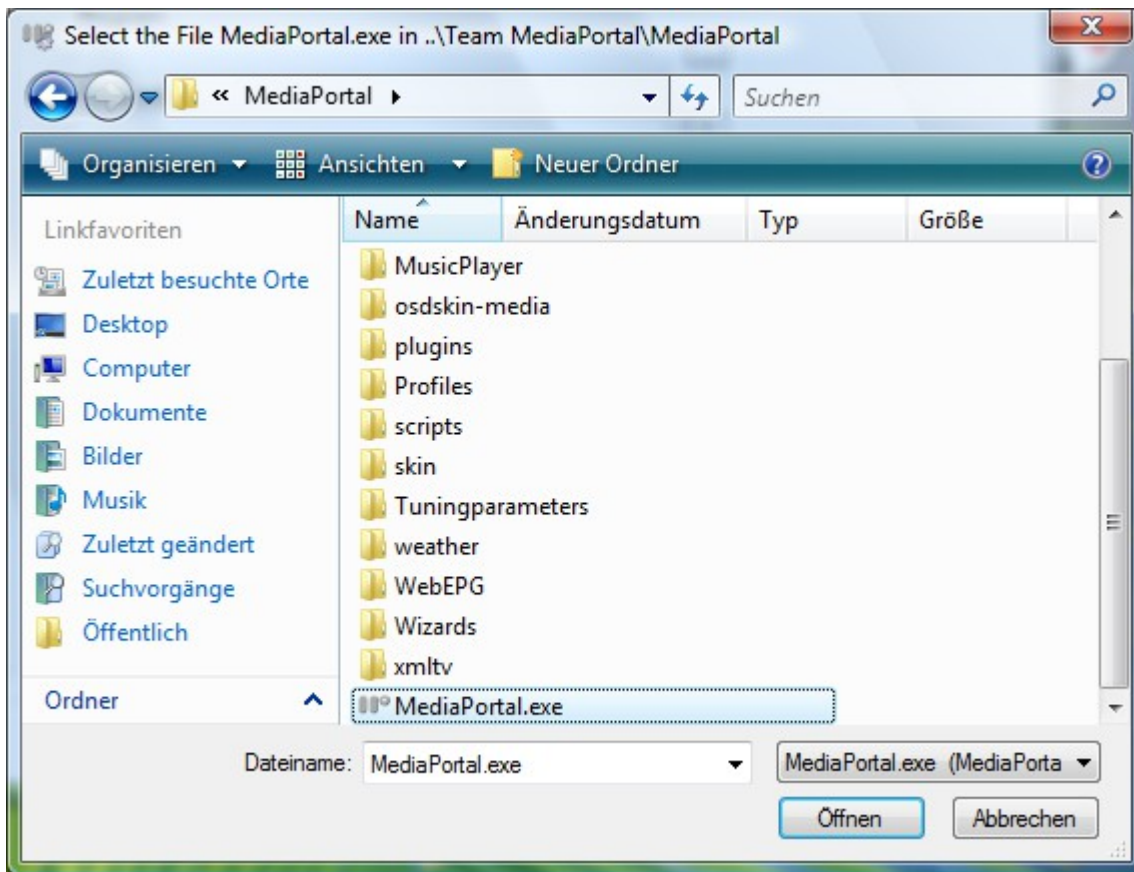 Select the File MediaPortal.exe in ..\Team MediaPortal\MediaPortal
« MediaPortal
Suchen
Organisieren Ansichten Neuer Ordner
Linkfavoriten
Zuletzt besuchte Orte
Desktop
Computer
Dokumente
Bilder
Musik
Zuletzt geändert
Suchvorgänge
Öffentlich
Ordner
Name Änderungsdatum Typ Größe
MusicPlayer
osdskin-media
plugins
Profiles
scripts
skin
Tuningparameters
weather
WebEPG
Wizards
xmltv
MediaPortal.exe
Dateiname: MediaPortal.exe MediaPortal.exe (MediaPorta
Öffnen Abbrechen